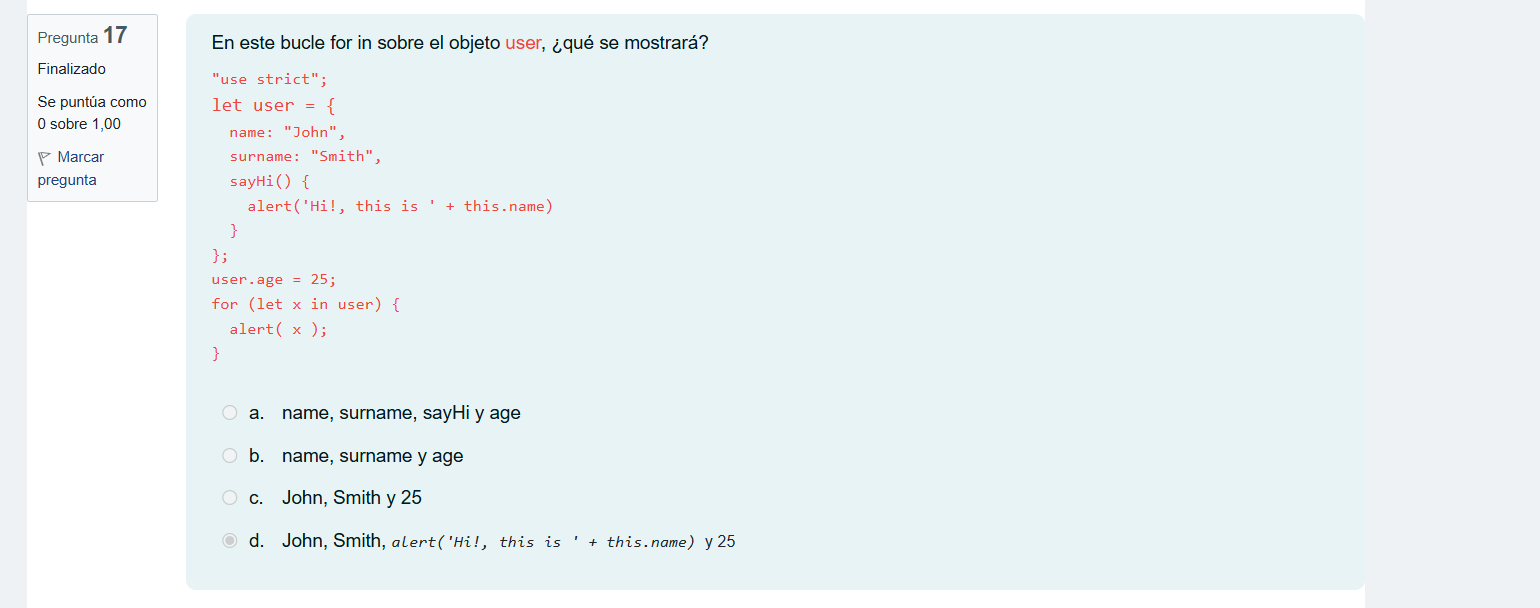 Pregunta 17
Finalizado
Se puntúa como
0 sobre 1,00
Marcar
pregunta
En este bucle for in sobre el objeto user, ¿qué se mostrará?
"use strict";
let user = {
  name: "John",
  surname: "Smith",
  sayHi() {
    alert('Hi!, this is ' + this.name)
  }
};
user.age = 25;
for (let x in user) {
  alert( x );
}
a. name, surname, sayHi y age
b. name, surname y age
c. John, Smith y 25
d. John, Smith, alert('Hi!, this is ' + this.name) y 25